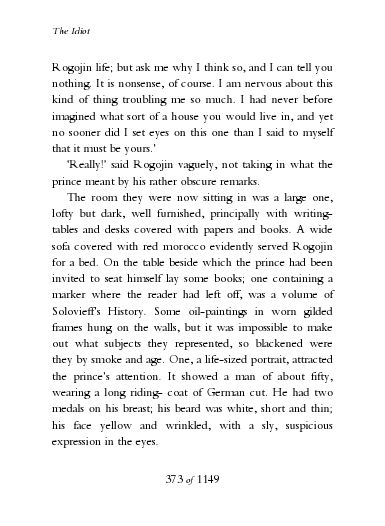 The Idiot
Rogojin life; but ask me why I think so, and I can tell you
nothing. It is nonsense, of course. I am nervous about this
kind of thing troubling me so much. I had never before
imagined what sort of a house you would live in, and yet
no sooner did I set eyes on this one than I said to myself
that it must be yours.'
'Really!' said Rogojin vaguely, not taking in what the
prince meant by his rather obscure remarks.
The room they were now sitting in was a large one,
lofty but dark, well furnished, principally with writing-
tables and desks covered with papers and books. A wide
sofa covered with red morocco evidently served Rogojin
for a bed. On the table beside which the prince had been
invited to seat himself lay some books; one containing a
marker where the reader had left off, was a volume of
Solovieff's History. Some oil-paintings in worn gilded
frames hung on the walls, but it was impossible to make
out what subjects they represented, so blackened were
they by smoke and age. One, a life-sized portrait, attracted
the prince's attention. It showed a man of about fifty,
wearing a long riding- coat of German cut. He had two
medals on his breast; his beard was white, short and thin;
his face yellow and wrinkled, with a sly, suspicious
expression in the eyes.
373 of 1149